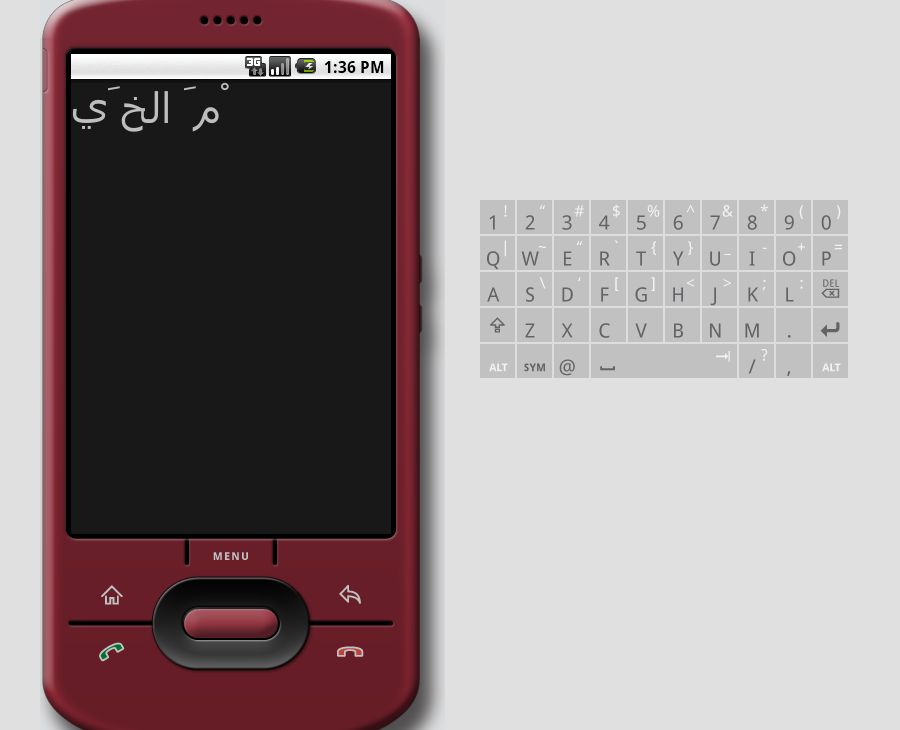 1:36 PM
ْم َ الخ َي
MENU
1 ! 2 “ 3 # 4 $ 5 % 6 ^ 7 & 8 * 9 ( 0 )
Q | W ~ E “ R ` T { Y } U _ I - O + P =
A S \ D ‘ F [ G ] H < J > K ; L : DEL
Z X C V B N M .
ALT SYM @ / ? , ALT
3G